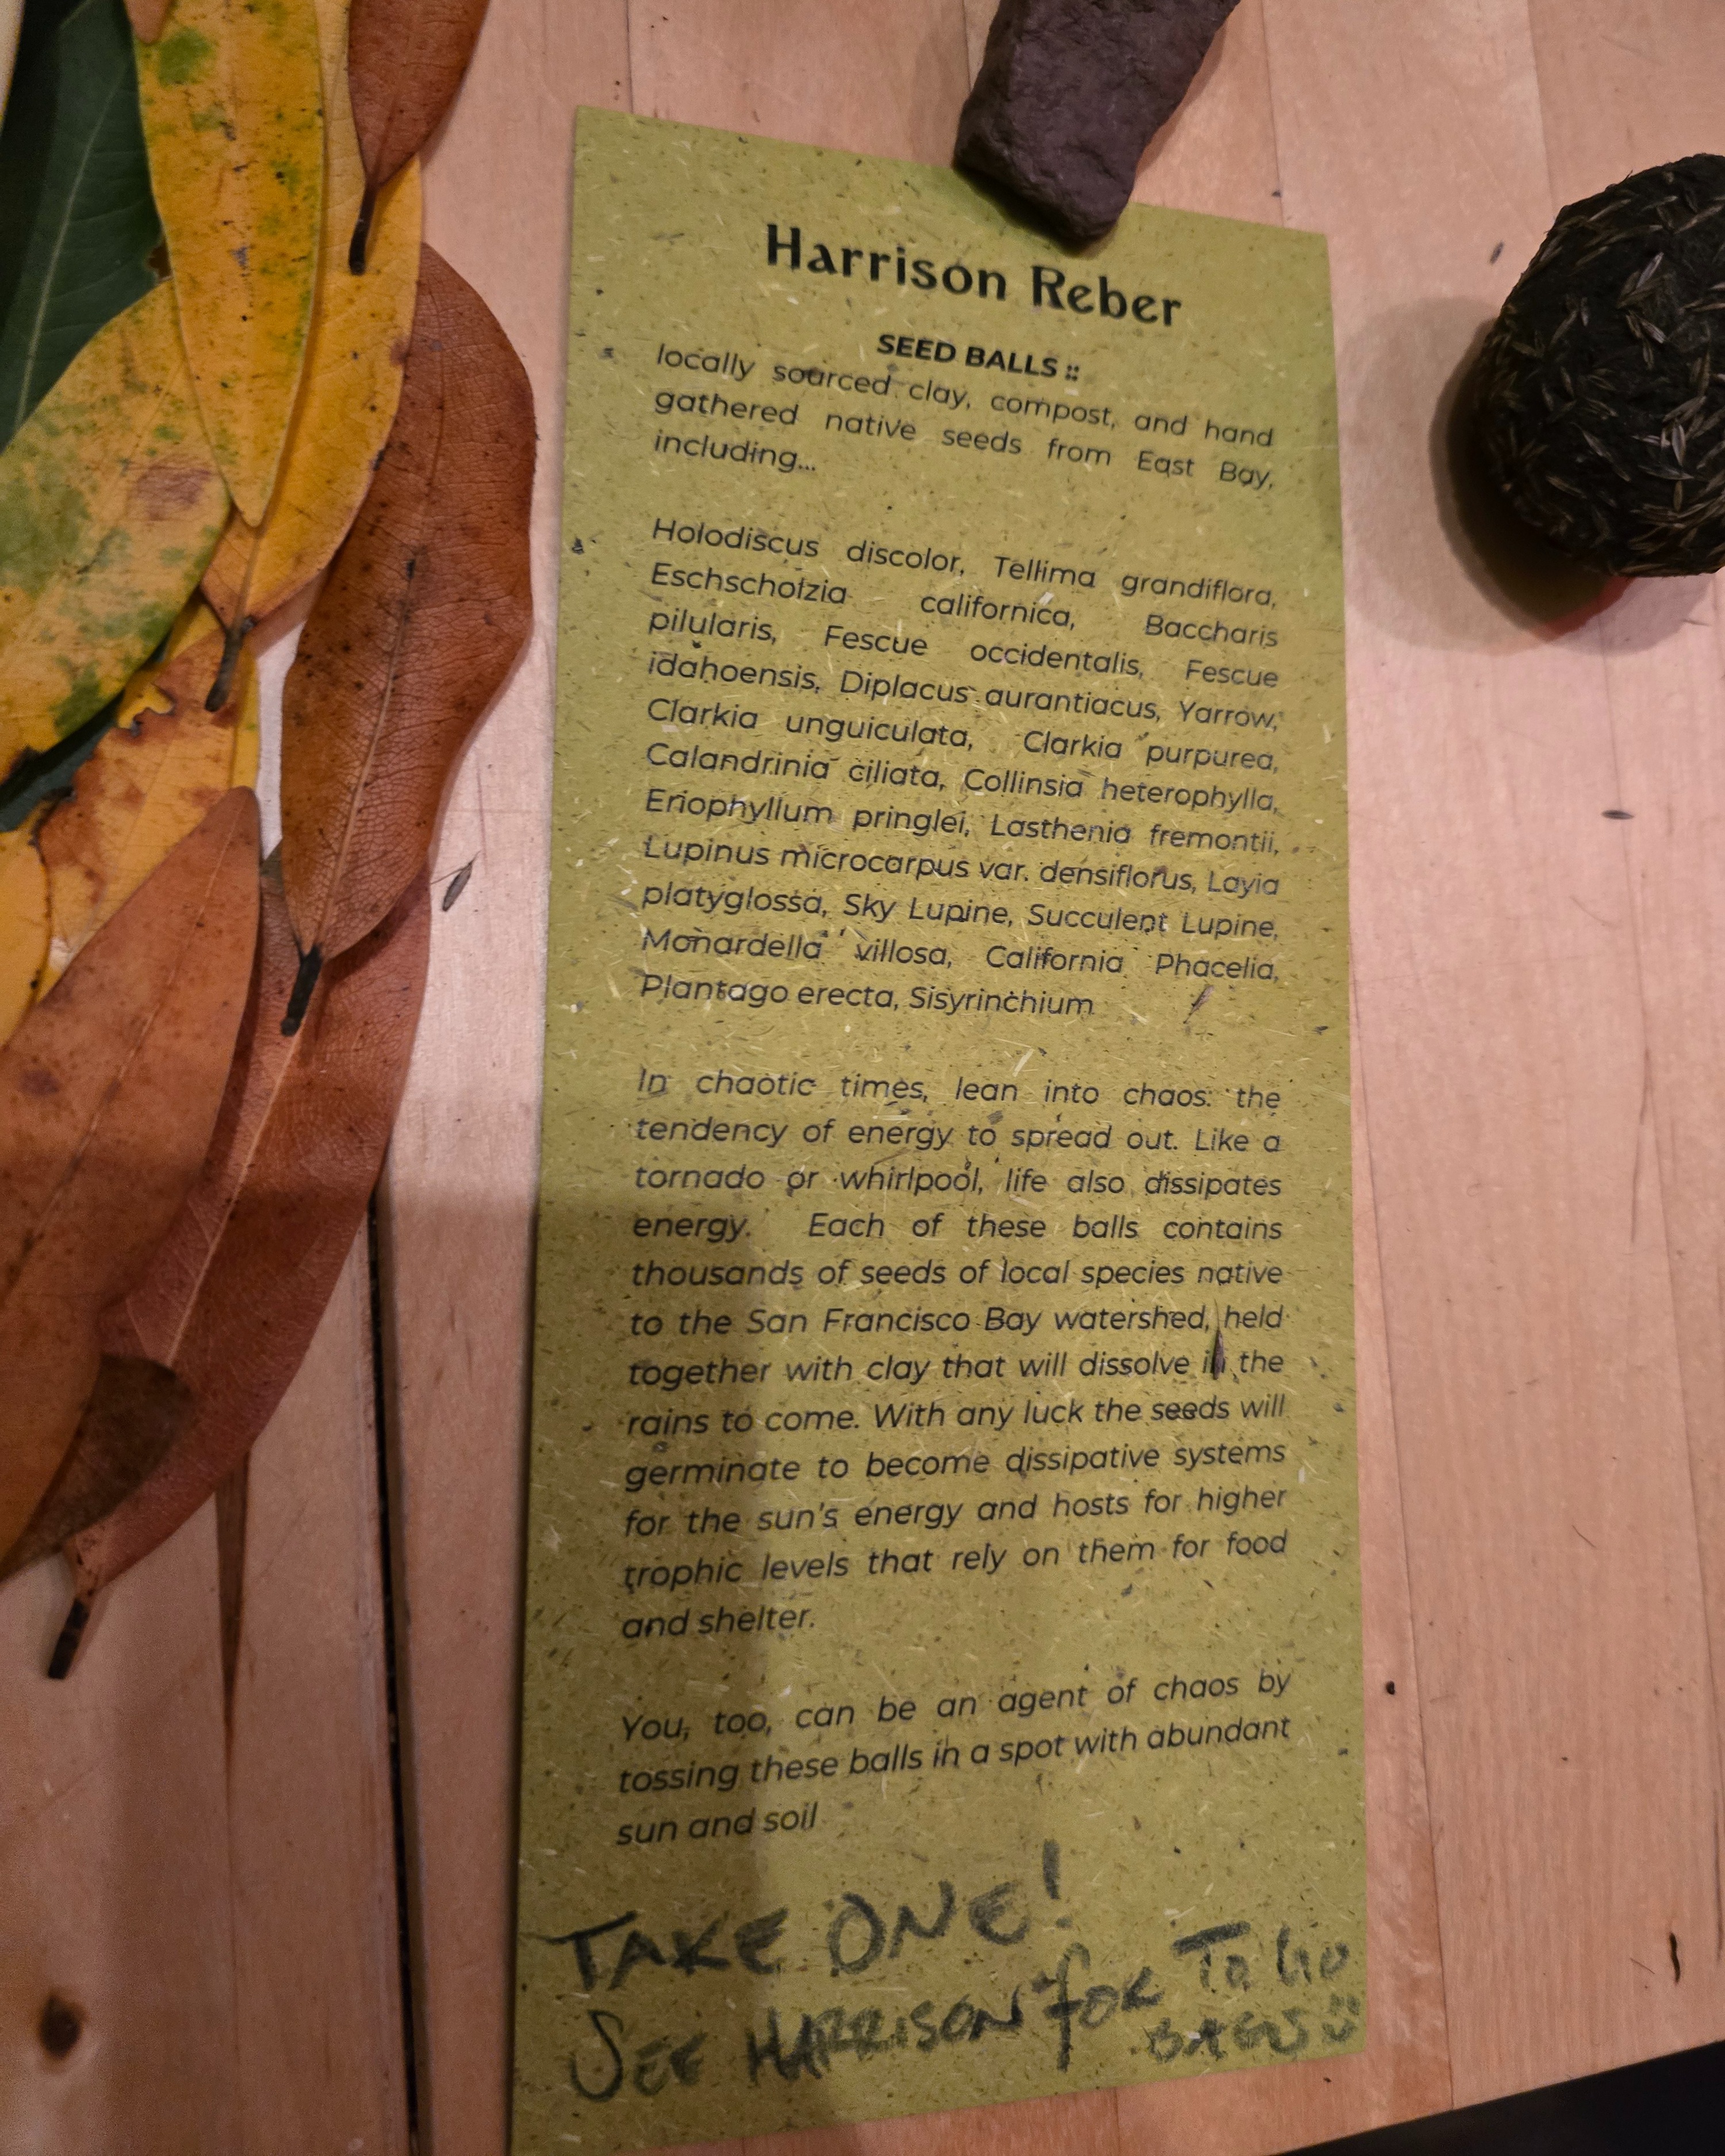 Harrison Reber
SEED BALLS ::
locally sourced clay, compost, and hand
gathered native seeds from East Bay,
including...
Holodiscus discolor, Tellima grandiflora,
Eschscholzia californica, Baccharis
pilularis, Fescue occidentalis, Fescue
idahoensis, Diplacus aurantiacus, Yarrow,
Clarkia unguiculata, Clarkia purpurea,
Calandrinia ciliata, Collinsia heterophylla,
Eriophyllum pringlei, Lasthenia fremontii,
Lupinus microcarpus var. densiflorus, Layia
platyglossa, Sky Lupine, Succulent Lupine,
Monardella villosa, California Phacelia,
Plantago erecta, Sisyrinchium
In chaotic times, lean into chaos: the
tendency of energy to spread out. Like a
tornado or whirlpool, life also dissipates
energy. Each of these balls contains
thousands of seeds of local species native
to the San Francisco Bay watershed, held
together with clay that will dissolve in the
rains to come. With any luck the seeds will
germinate to become dissipative systems
for the sun's energy and hosts for higher
trophic levels that rely on them for food
and shelter.
You, too, can be an agent of chaos by
tossing these balls in a spot with abundant
sun and soil
TAKE ONE!
SEE HARRISON FOR TO GO
BAGS